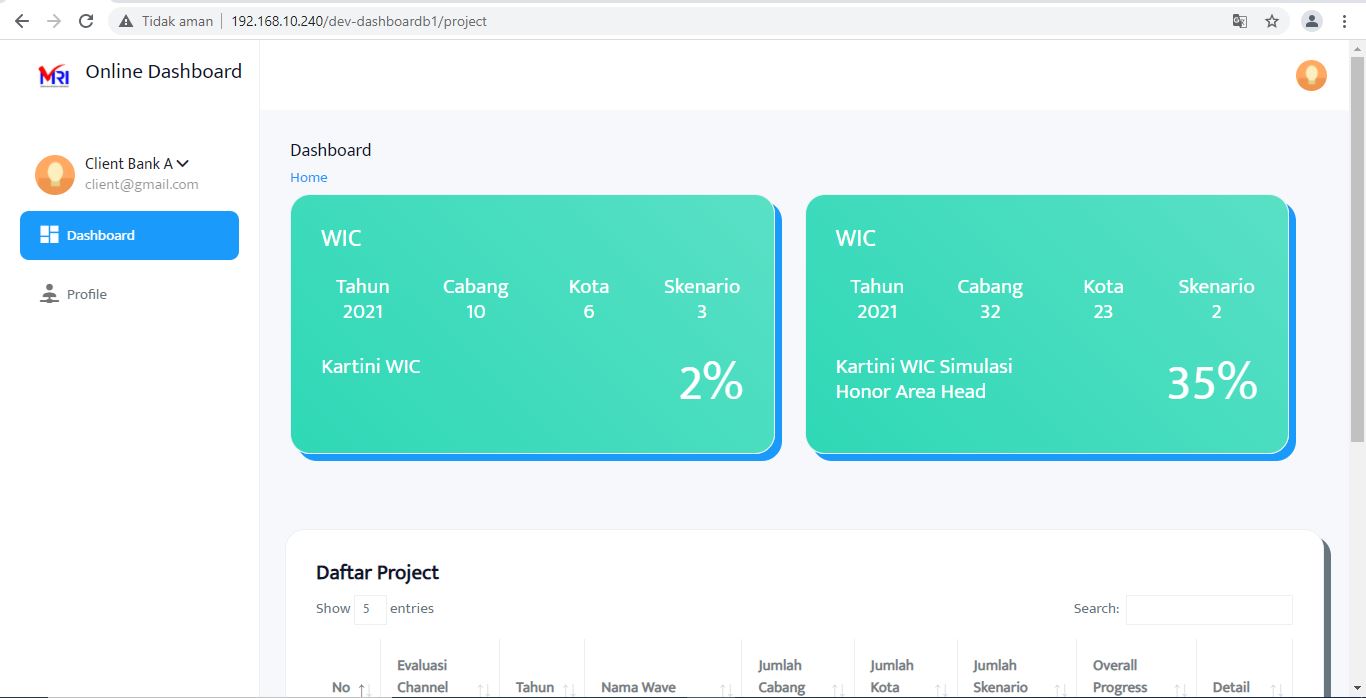 Tidak aman
192.168.10.240/dev-dashboardb1/project
MRI
Online Dashboard
Client Bank A
client@gmail.com
Dashboard
Profile
Dashboard
Home
WIC
Tahun Cabang Kota Skenario
2021 10 6 3
Kartini WIC
2%
WIC
Tahun Cabang Kota Skenario
2021 32 23 2
Kartini WIC Simulasi
Honor Area Head
35%
Daftar Project
Show 5 entries
Search:
No
Evaluasi
Channel
Tahun
Nama Wave
Jumlah
Cabang
Jumlah
Kota
Jumlah
Skenario
Overall
Progress
Detail